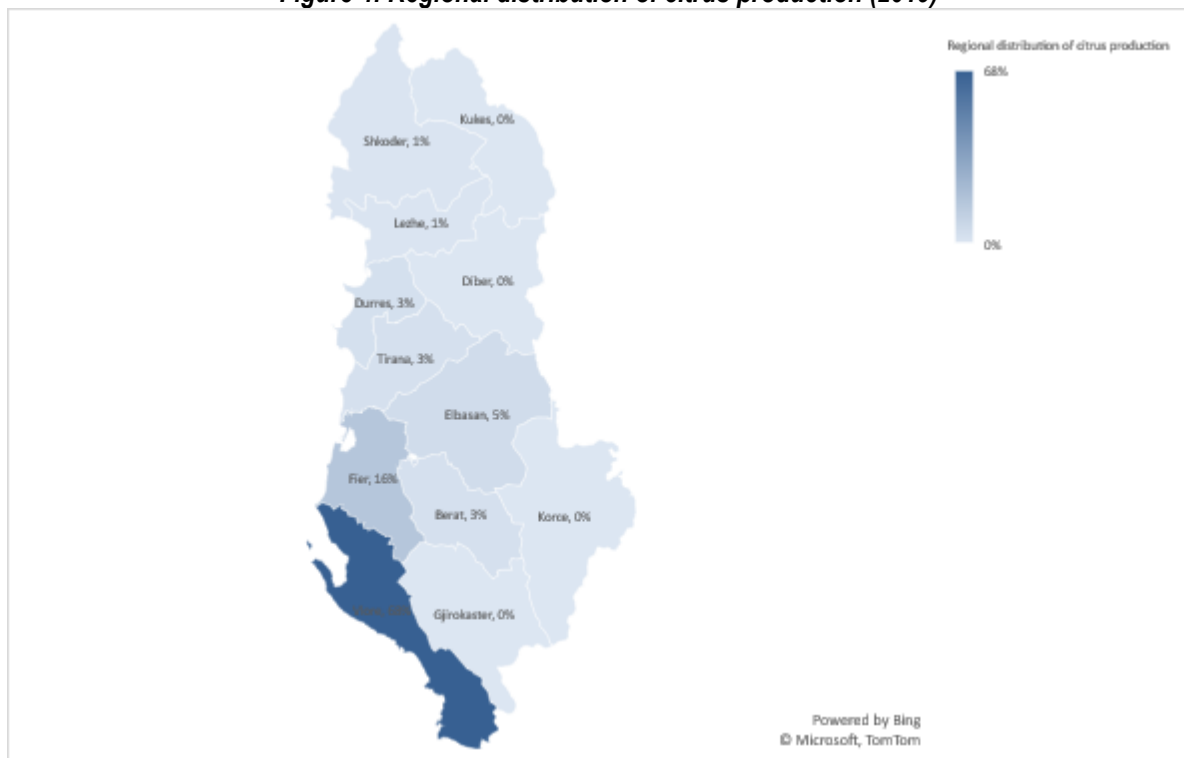 Regional distribution of citrus production
68%
0%
Kukes, 0%
Shkoder, 1%
Lezhe, 1%
Diber, 0%
Durres, 3%
Tirana, 3%
Elbasan, 5%
Fier, 16%
Berat, 3%
Korce, 0%
Gjirokaster, 0%
Powered by Bing
© Microsoft, TomTom